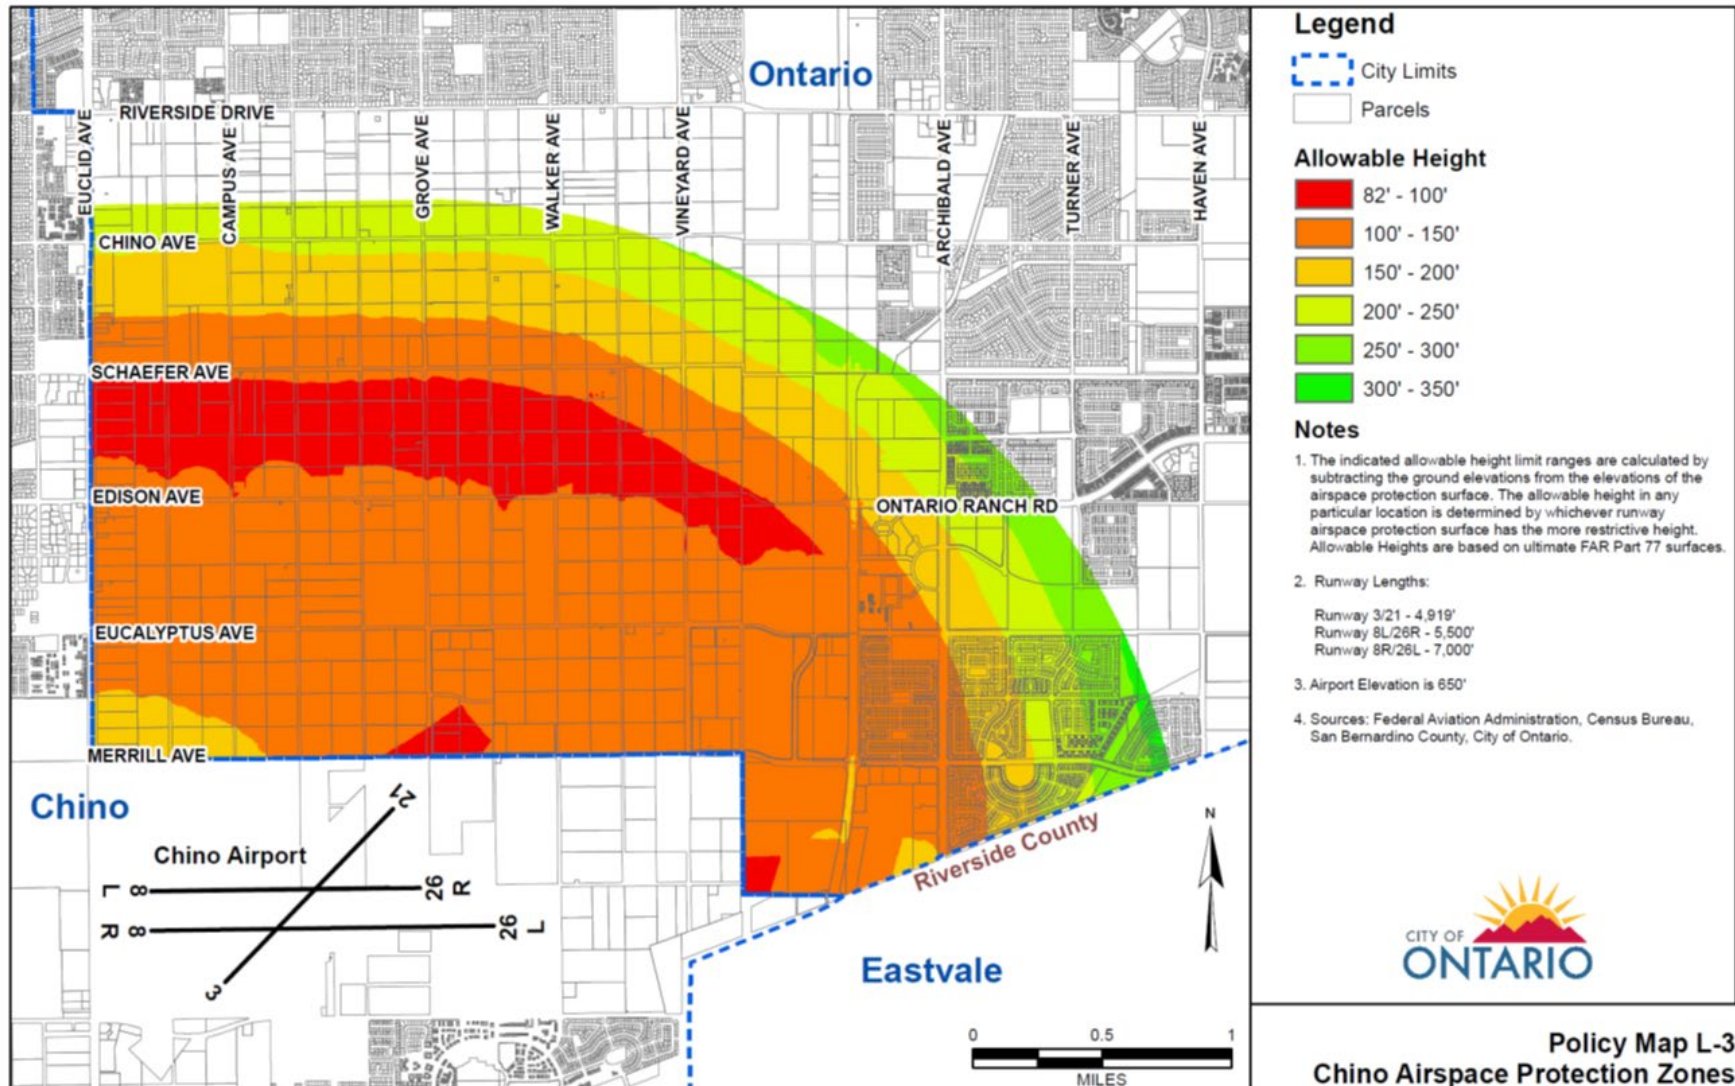 Ontario
RIVERSIDE DRIVE
EUCLID AVE
CAMPUS AVE
GROVE AVE
WALKER AVE
VINEYARD AVE
ARCHIBALD AVE
TURNER AVE
HAVEN AVE
CHINO AVE
SCHAEFER AVE
EDISON AVE
ONTARIO RANCH RD
EUCALYPTUS AVE
MERRILL AVE
Chino
21
Chino Airport
L 8
26 R
R 8
26 L
3
Riverside County
Eastvale
N
0 0.5 1
MILES
Legend
City Limits
Parcels
Allowable Height
82' - 100'
100' - 150'
150' - 200'
200' - 250'
250' - 300'
300' - 350'
Notes
1. The indicated allowable height limit ranges are calculated by
subtracting the ground elevations from the elevations of the
airspace protection surface. The allowable height in any
particular location is determined by whichever runway
airspace protection surface has the more restrictive height.
Allowable Heights are based on ultimate FAR Part 77 surfaces.
2. Runway Lengths:
Runway 3/21 - 4,919'
Runway 8L/26R - 5,500'
Runway 8R/26L - 7,000'
3. Airport Elevation is 650'
4. Sources: Federal Aviation Administration, Census Bureau,
San Bernardino County, City of Ontario.
CITY OF
ONTARIO
Policy Map L-3
Chino Airspace Protection Zones